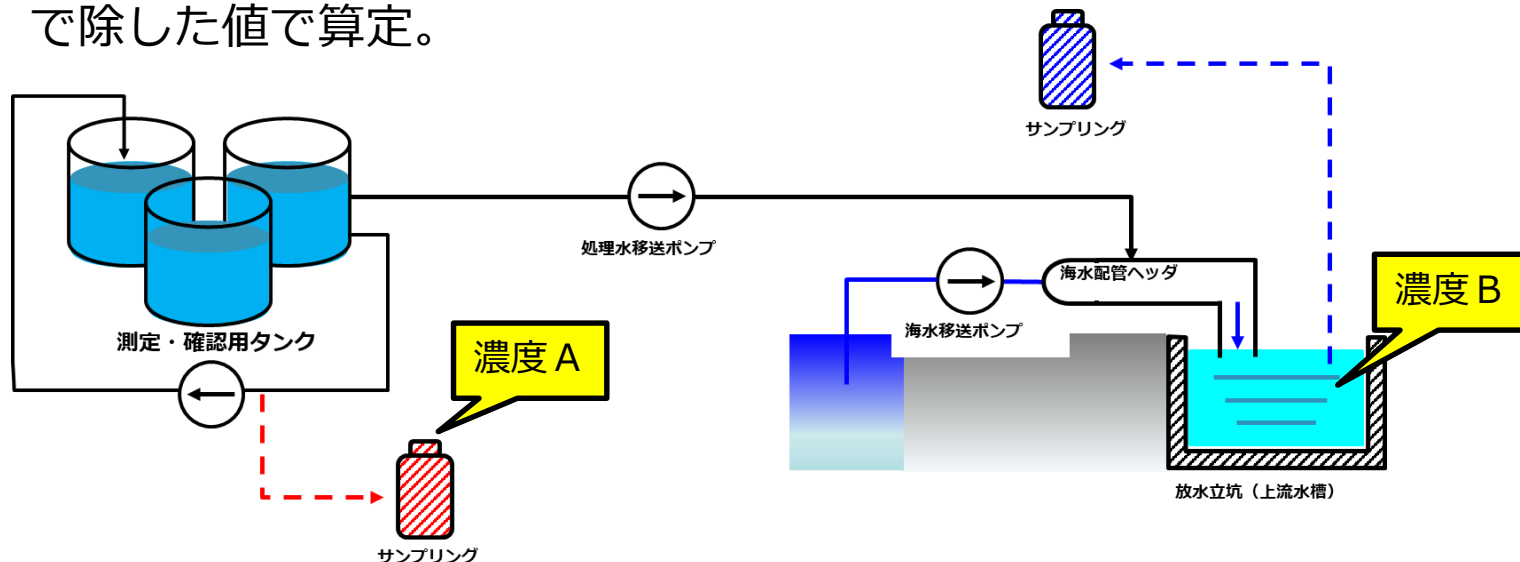 で除した値で算定。
サンプリング
処理水移送ポンプ
海水配管ヘッダ
濃度B
測定・確認用タンク
海水移送ポンプ
濃度A
放水立坑（上流水槽）
サンプリング